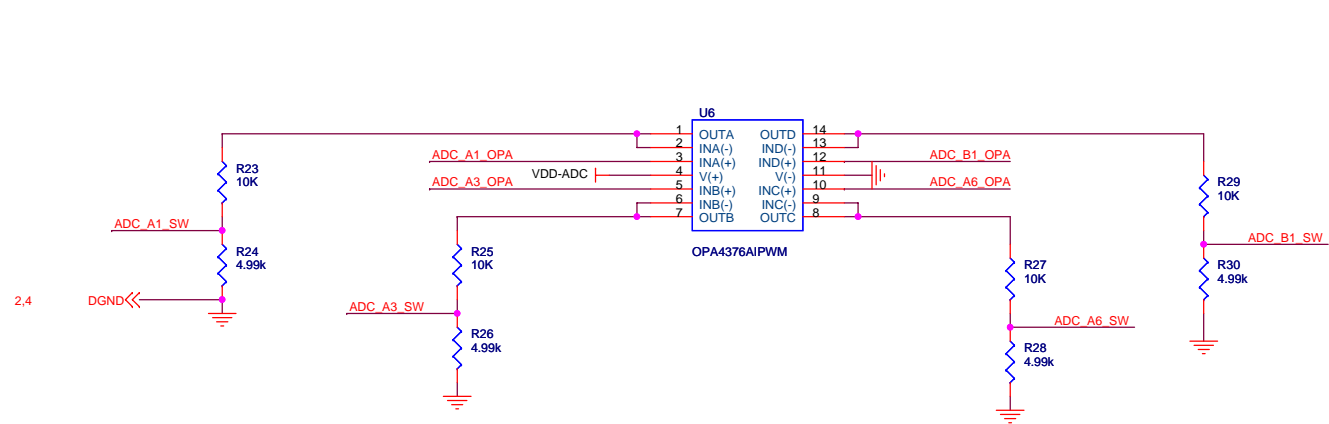 U6
1 OUTA OUTD 14
2 INA(-) IND(-) 13
ADC_A1_OPA 3 INA(+) IND(+) 12 ADC_B1_OPA
VDD-ADC 4 V(+) V(-) 11
ADC_A3_OPA 5 INB(+) INC(+) 10 ADC_A6_OPA
6 INB(-) INC(-) 9
7 OUTB OUTC 8
OPA4376AIPWM
R23
10K
ADC_A1_SW
R24
4.99k
2,4 DGND
R25
10K
ADC_A3_SW
R26
4.99k
R27
10K
ADC_A6_SW
R28
4.99k
R29
10K
ADC_B1_SW
R30
4.99k